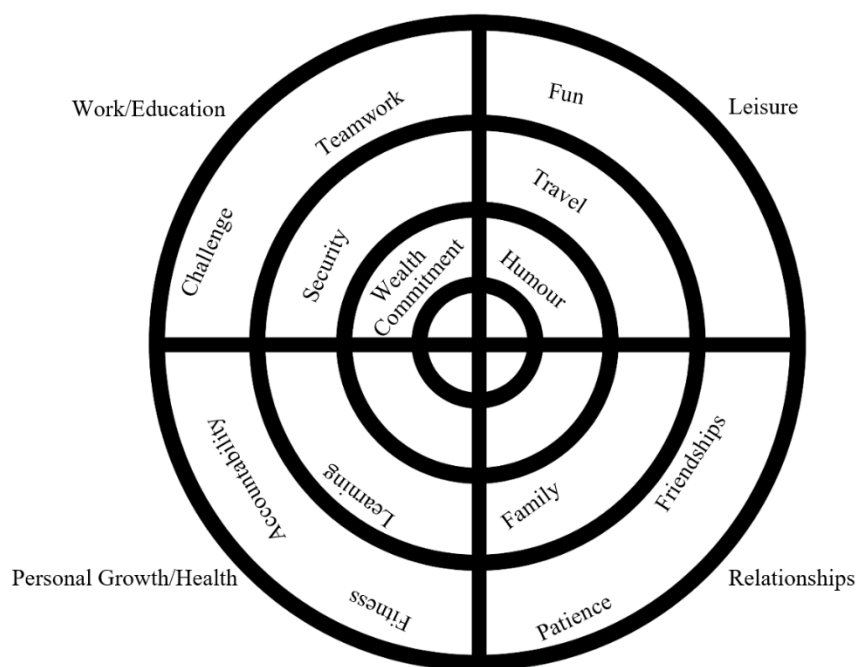 Work/Education
Leisure
Teamwork
Challenge
Security
Wealth
Commitment
Fun
Travel
Humour
Accountability
Learning
Fitness
Family
Friendships
Patience
Personal Growth/Health
Relationships